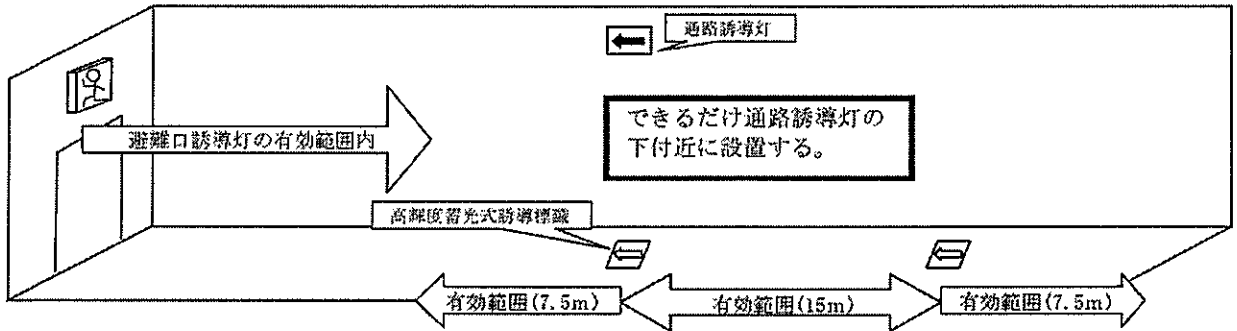 通路誘導灯
避難口誘導灯の有効範囲内
できるだけ通路誘導灯の
下付近に設置する。
高輝度蓄光式誘導標識
有効範囲(7.5m)
有効範囲(15m)
有効範囲(7.5m)